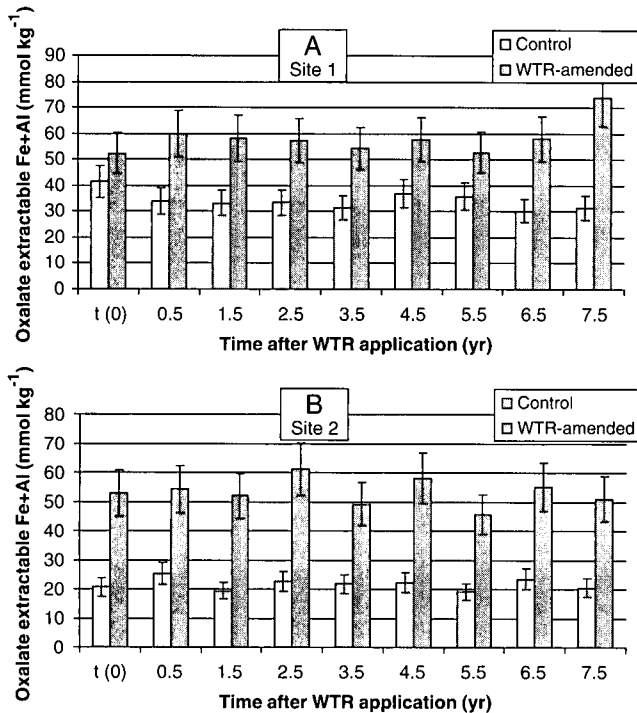 A
Site 1
Control
WTR-amended
Oxalate extractable Fe+Al (mmol kg⁻¹)
90
80
70
60
50
40
30
20
10
0
t (0) 0.5 1.5 2.5 3.5 4.5 5.5 6.5 7.5
Time after WTR application (yr)
B
Site 2
Control
WTR-amended
Oxalate extractable Fe+Al (mmol kg⁻¹)
80
70
60
50
40
30
20
10
0
t (0) 0.5 1.5 2.5 3.5 4.5 5.5 6.5 7.5
Time after WTR application (yr)